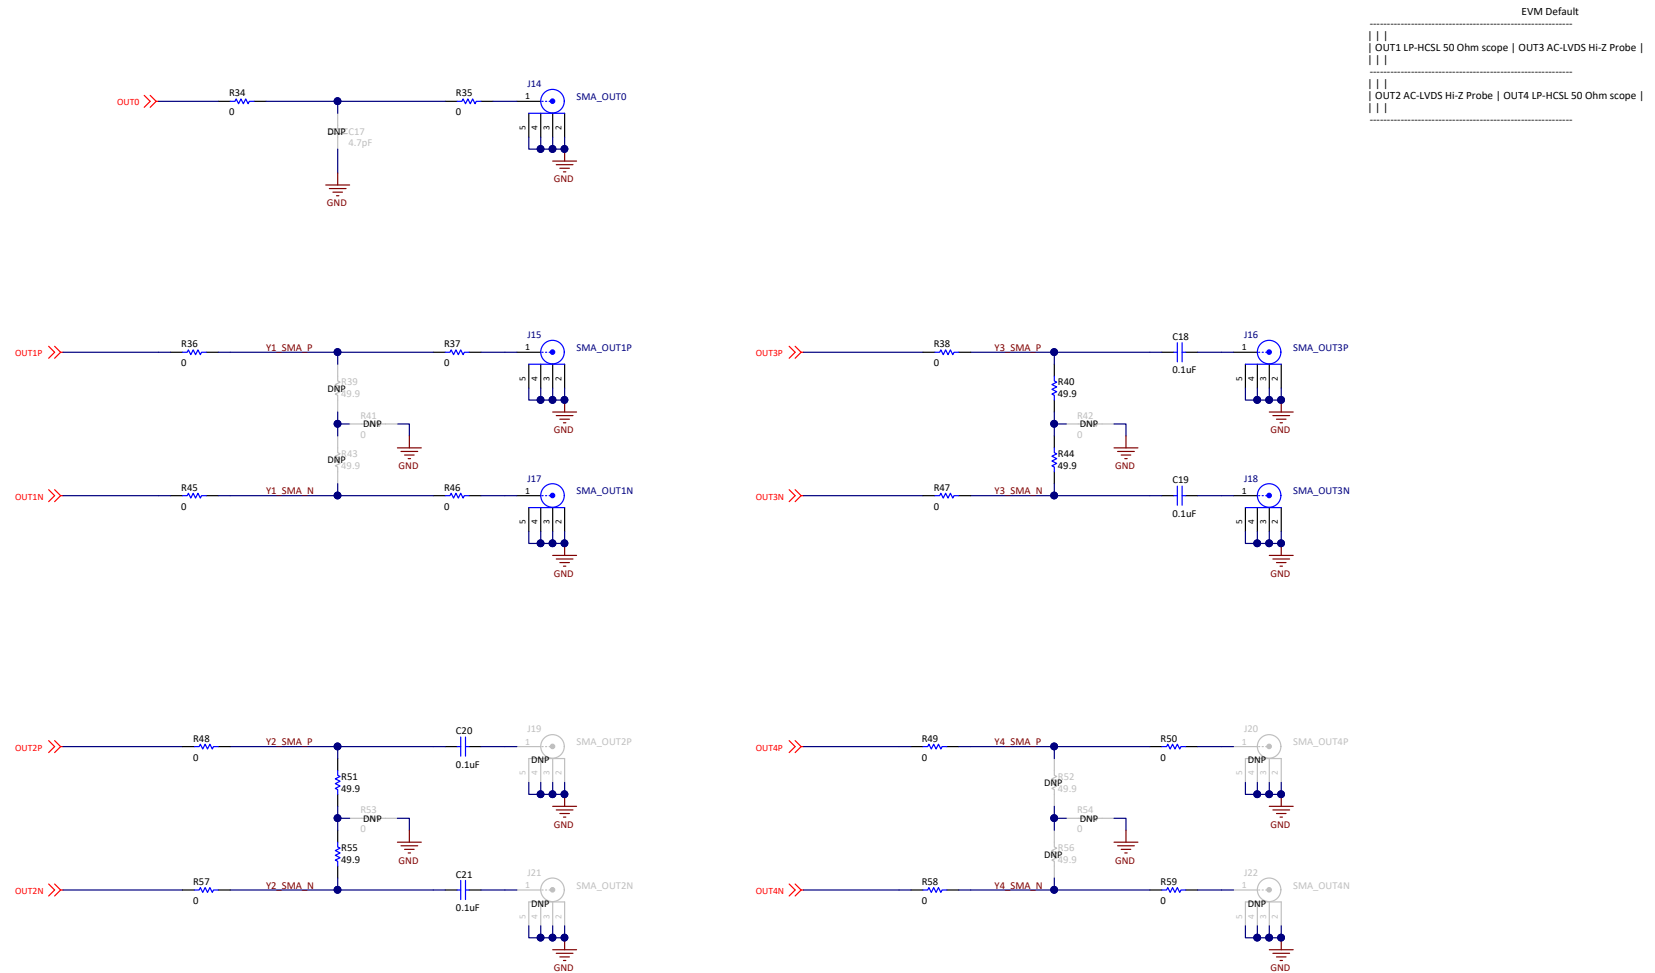 EVM Default
-----------------------------------------------------------
| | |
| OUT1 LP-HCSL 50 Ohm scope | OUT3 AC-LVDS Hi-Z Probe |
| | |
-----------------------------------------------------------
| | |
| OUT2 AC-LVDS Hi-Z Probe | OUT4 LP-HCSL 50 Ohm scope |
| | |
-----------------------------------------------------------
J14
R34 R35
OUT0 1 SMA_OUT0
0 0
5 4 3 2
DNP C17
4.7pF
GND
GND
J15
R36 R37
OUT1P Y1_SMA_P 1 SMA_OUT1P
0 0
5 4 3 2
R39
DNP
49.9
GND
R41
DNP
0
R43
DNP
49.9
GND
J17
R45 R46
OUT1N Y1_SMA_N 1 SMA_OUT1N
0 0
5 4 3 2
GND
J16
R38 C18
OUT3P Y3_SMA_P 1 SMA_OUT3P
0 0.1uF
5 4 3 2
R40
49.9
GND
R42
DNP
0
R44
49.9
GND
J18
R47 C19
OUT3N Y3_SMA_N 1 SMA_OUT3N
0 0.1uF
5 4 3 2
GND
J19
R48 C20
OUT2P Y2_SMA_P 1 SMA_OUT2P
0 0.1uF
DNP
5 4 3 2
R51
49.9
GND
R53
DNP
0
R55
49.9
GND
J21
R57 C21
OUT2N Y2_SMA_N 1 SMA_OUT2N
0 0.1uF
DNP
5 4 3 2
GND
J20
R49 R50
OUT4P Y4_SMA_P 1 SMA_OUT4P
0 0
DNP
5 4 3 2
R52
DNP
49.9
GND
R54
DNP
0
R56
DNP
49.9
GND
J22
R58 R59
OUT4N Y4_SMA_N 1 SMA_OUT4N
0 0
DNP
5 4 3 2
GND